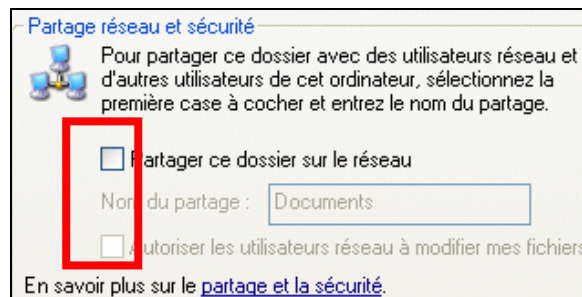 Partage réseau et sécurité
Pour partager ce dossier avec des utilisateurs réseau et
d'autres utilisateurs de cet ordinateur, sélectionnez la
première case à cocher et entrez le nom du partage.
Partager ce dossier sur le réseau
Nom du partage : Documents
Autoriser les utilisateurs réseau à modifier mes fichiers
En savoir plus sur le partage et la sécurité.